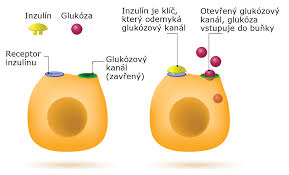 Inzulín
Glukóza
Receptor
inzulínu
Glukózový
kanál
(zavřený)
Inzulín je klíč,
který odemyká
glukózový kanál
Otevřený glukózový
kanál, glukóza
vstupuje do buňky